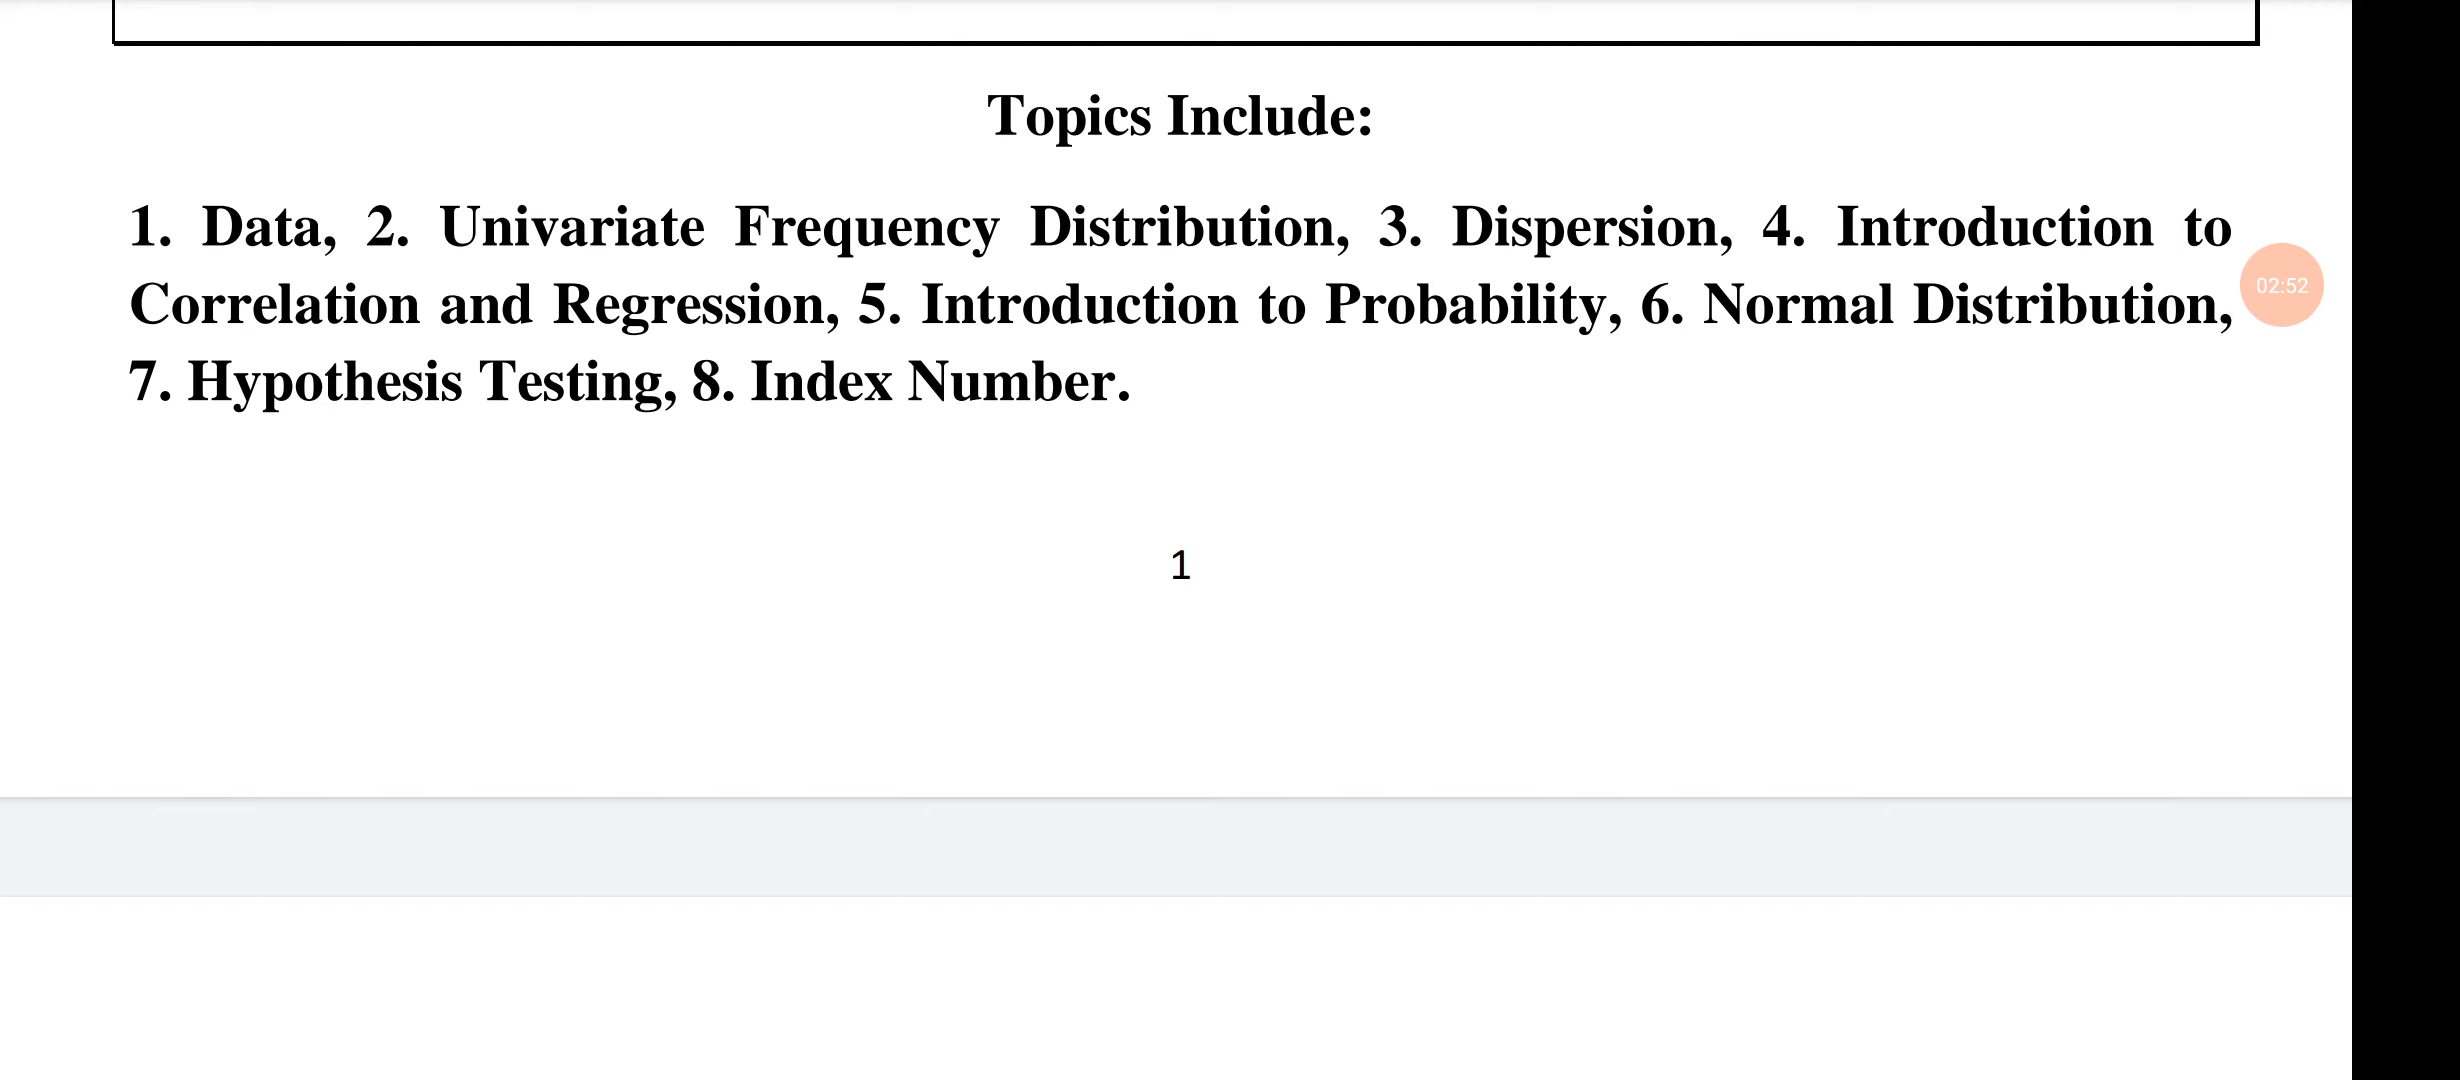 Topics Include:
1. Data, 2. Univariate Frequency Distribution, 3. Dispersion, 4. Introduction to
Correlation and Regression, 5. Introduction to Probability, 6. Normal Distribution,
02:52
7. Hypothesis Testing, 8. Index Number.
1